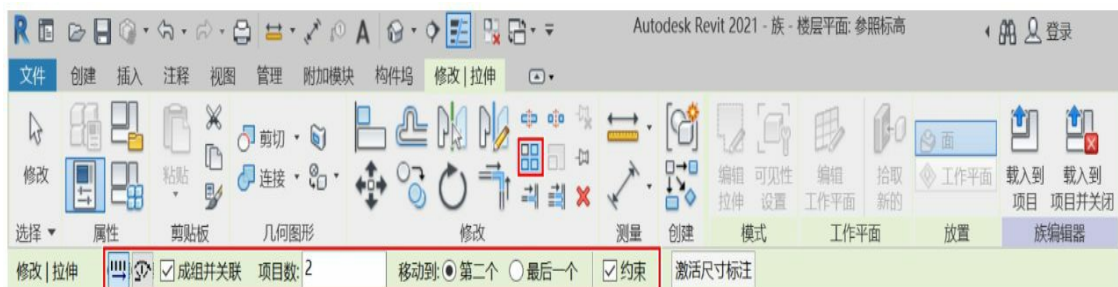 Autodesk Revit 2021 - 族 - 楼层平面: 参照标高 登录
文件 创建 插入 注释 视图 管理 附加模块 构件坞 修改 | 拉伸
修改 粘贴 剪切 连接 编辑 拉伸 可见性 设置 编辑 工作平面 拾取 新的 面 工作平面 载入到 项目 载入到 项目并关闭
选择 属性 剪贴板 几何图形 修改 测量 创建 模式 工作平面 放置 族编辑器
修改 | 拉伸 成组并关联 项目数: 2 移动到: 第二个 最后一个 约束 激活尺寸标注